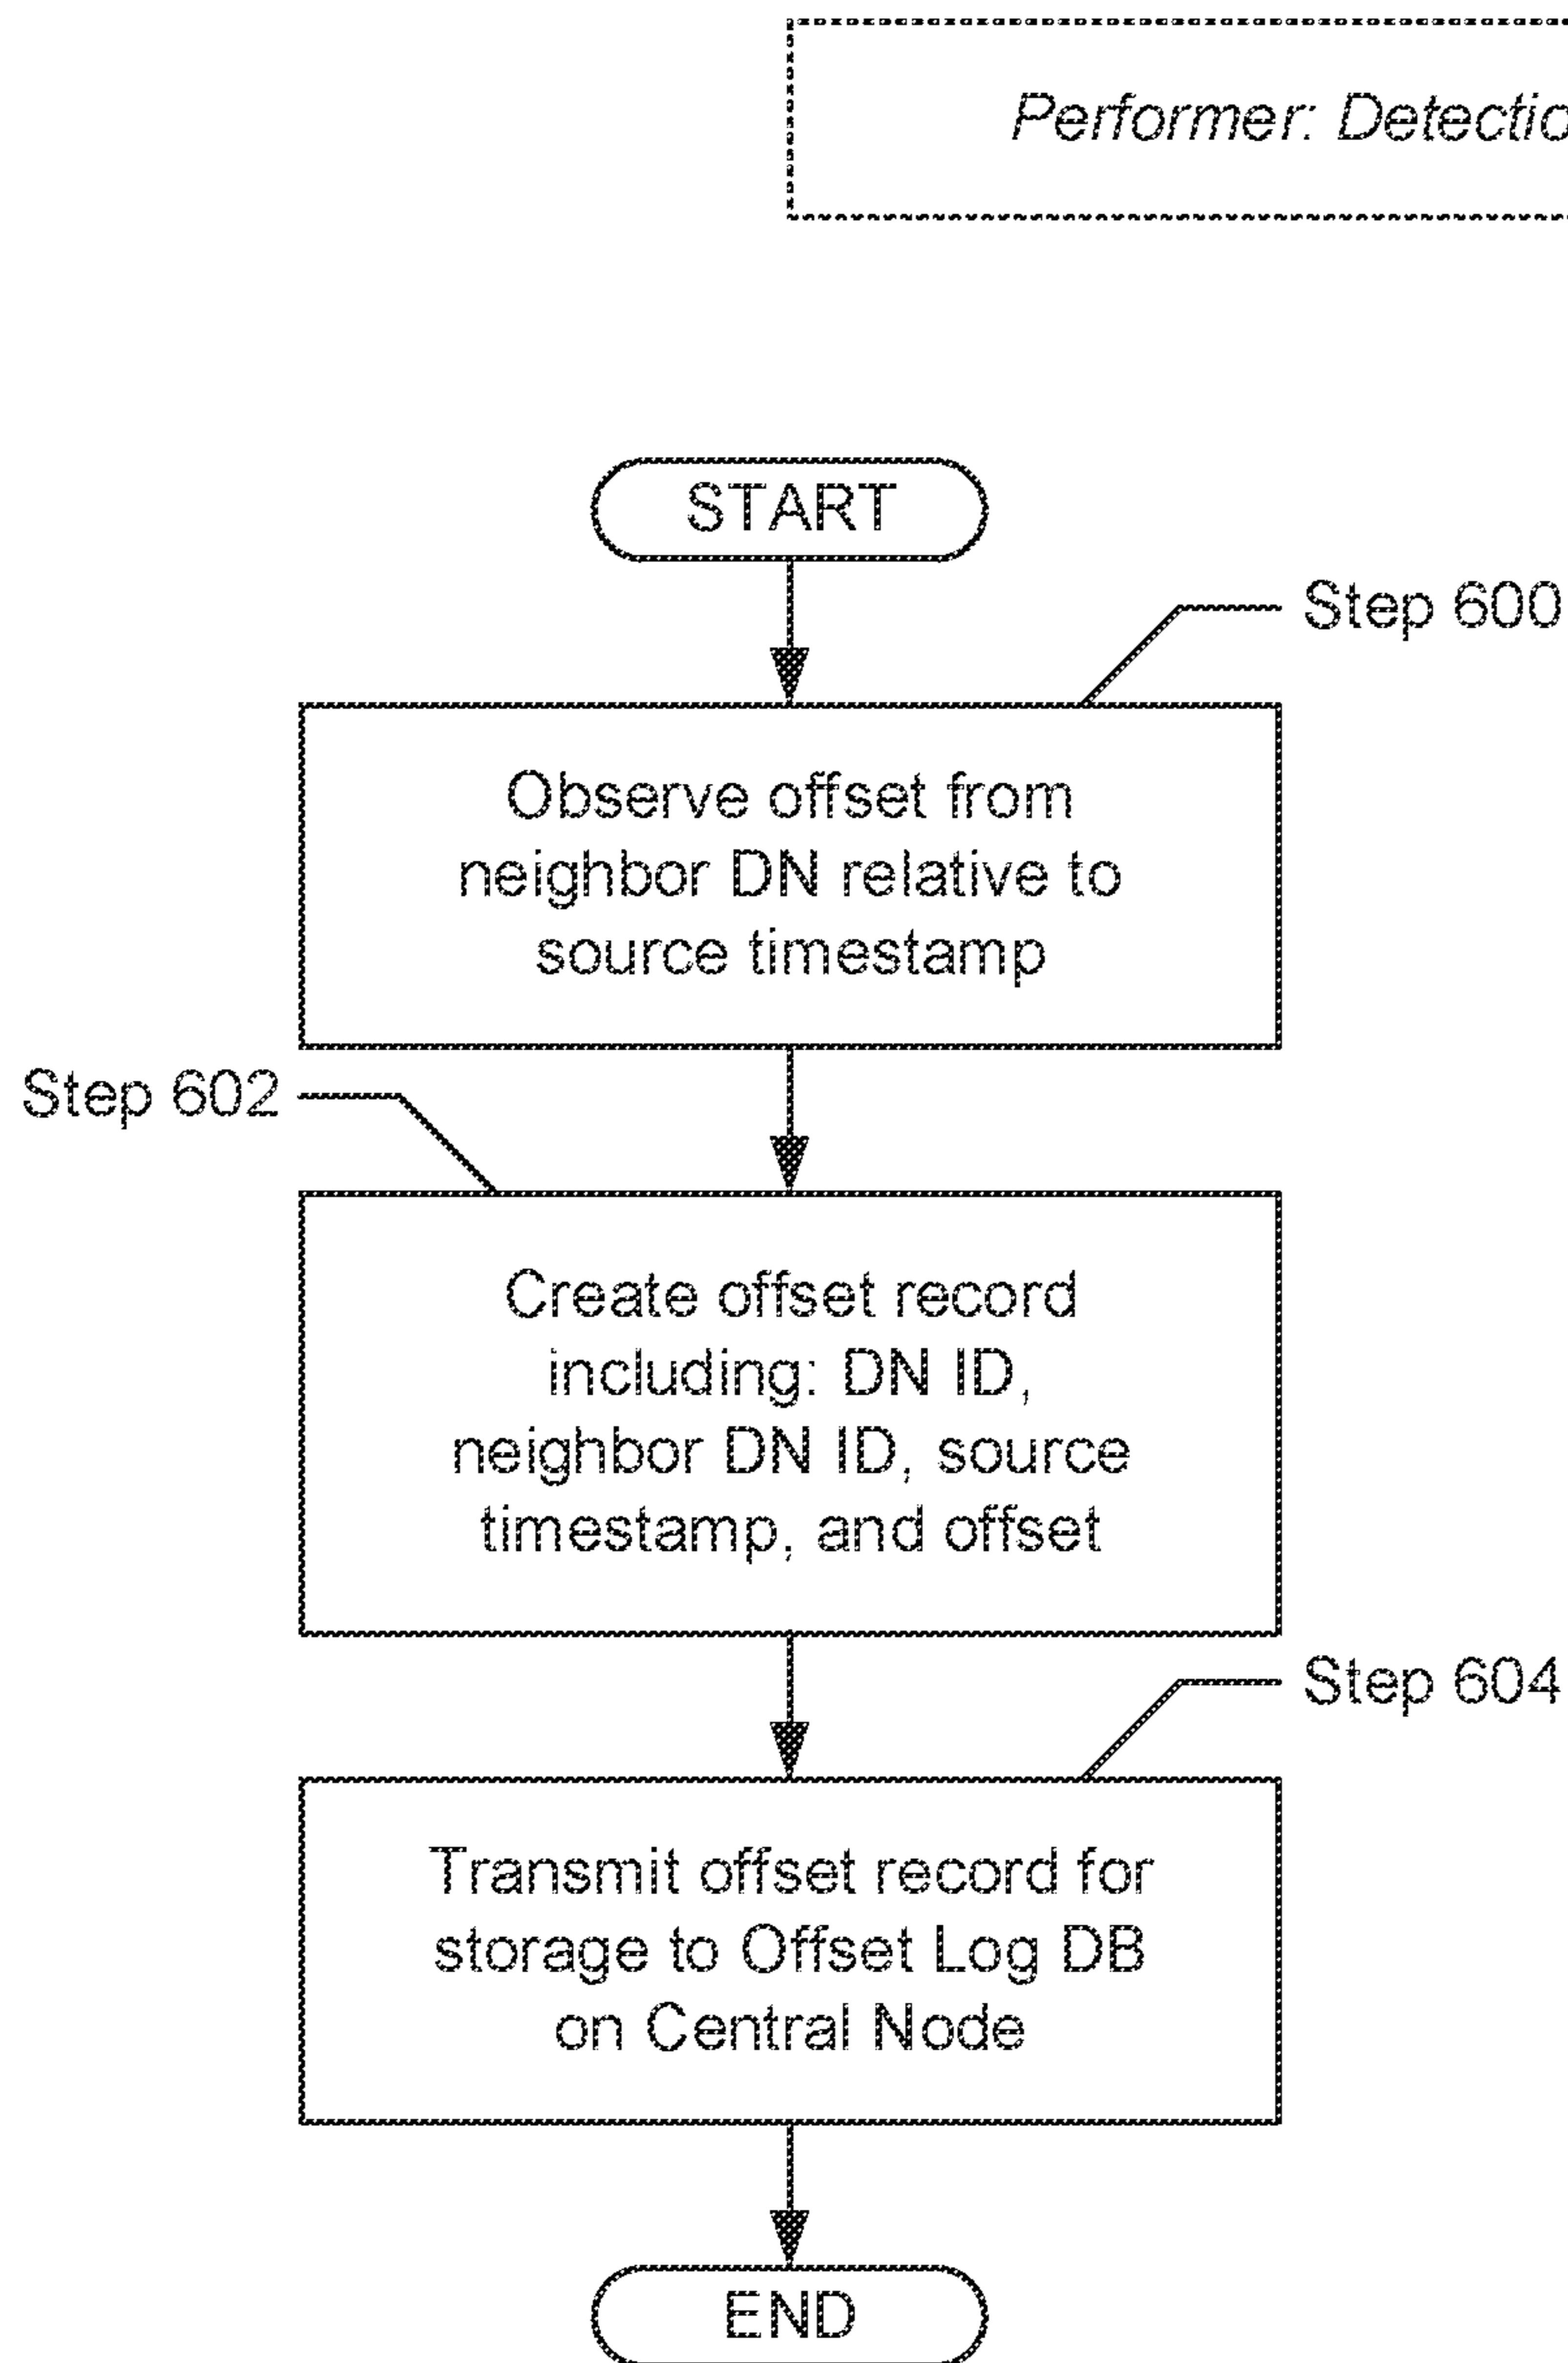 Performer: Detectio
START
Step 600
Observe offset from
neighbor DN relative to
source timestamp
Step 602
Create offset record
including: DN ID,
neighbor DN ID, source
timestamp, and offset
Step 604
Transmit offset record for
storage to Offset Log DB
on Central Node
END